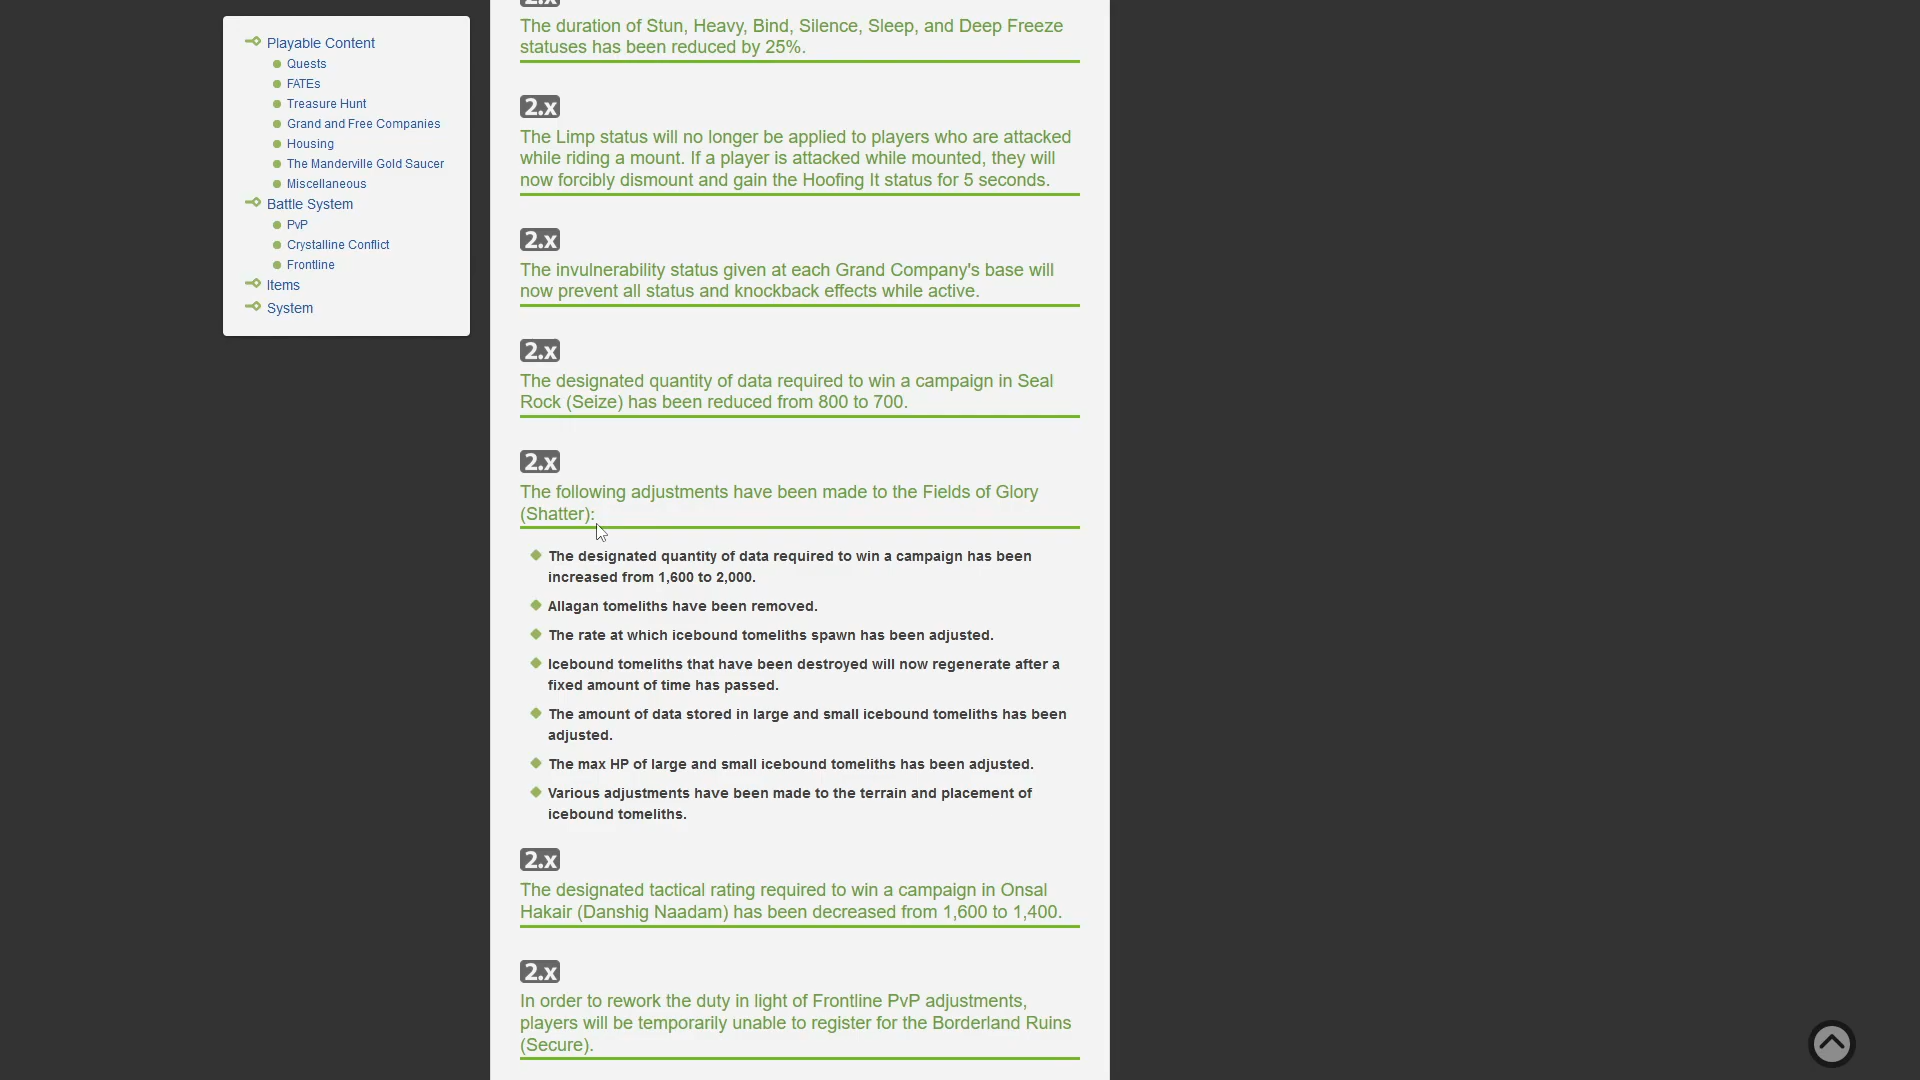 Playable Content
Quests
FATEs
Treasure Hunt
Grand and Free Companies
Housing
The Manderville Gold Saucer
Miscellaneous
Battle System
PvP
Crystalline Conflict
Frontline
Items
System
2.x
The duration of Stun, Heavy, Bind, Silence, Sleep, and Deep Freeze
statuses has been reduced by 25%.
2.x
The Limp status will no longer be applied to players who are attacked
while riding a mount. If a player is attacked while mounted, they will
now forcibly dismount and gain the Hoofing It status for 5 seconds.
2.x
The invulnerability status given at each Grand Company's base will
now prevent all status and knockback effects while active.
2.x
The designated quantity of data required to win a campaign in Seal
Rock (Seize) has been reduced from 800 to 700.
2.x
The following adjustments have been made to the Fields of Glory
(Shatter):
The designated quantity of data required to win a campaign has been
increased from 1,600 to 2,000.
Allagan tomeliths have been removed.
The rate at which icebound tomeliths spawn has been adjusted.
Icebound tomeliths that have been destroyed will now regenerate after a
fixed amount of time has passed.
The amount of data stored in large and small icebound tomeliths has been
adjusted.
The max HP of large and small icebound tomeliths has been adjusted.
Various adjustments have been made to the terrain and placement of
icebound tomeliths.
2.x
The designated tactical rating required to win a campaign in Onsal
Hakair (Danshig Naadam) has been decreased from 1,600 to 1,400.
2.x
In order to rework the duty in light of Frontline PvP adjustments,
players will be temporarily unable to register for the Borderland Ruins
(Secure).